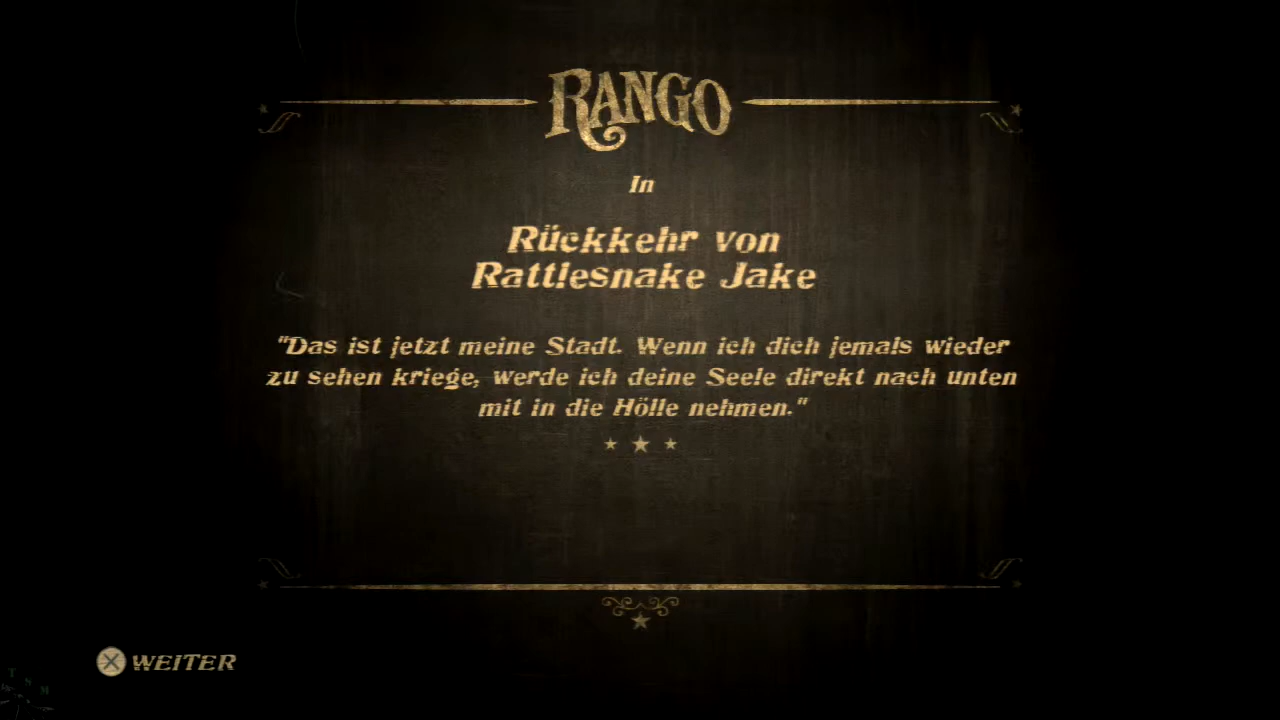 RANGO
In
Rückkehr von
Rattlesnake Jake
"Das ist jetzt meine Stadt. Wenn ich dich jemals wieder
zu sehen kriege, werde ich deine Seele direkt nach unten
mit in die Hölle nehmen."
WEITER